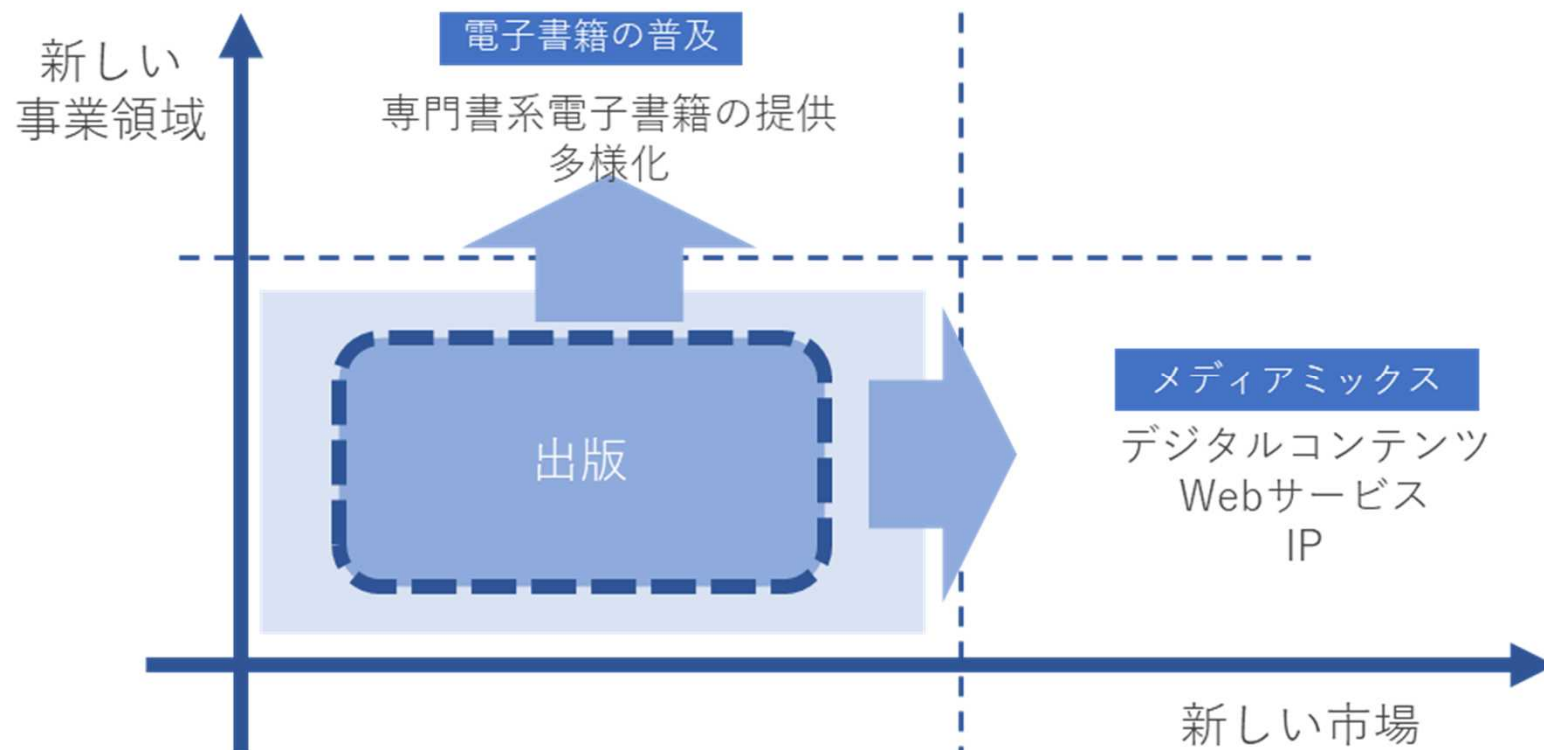 新しい
事業領域
電子書籍の普及
専門書系電子書籍の提供
多様化
出版
メディアミックス
デジタルコンテンツ
Webサービス
IP
新しい市場